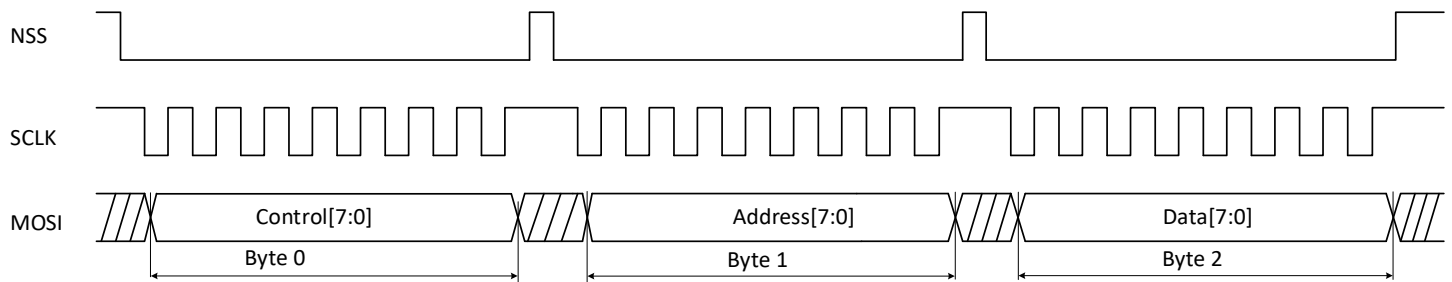 NSS
SCLK
MOSI Control[7:0] Address[7:0] Data[7:0]
Byte 0 Byte 1 Byte 2